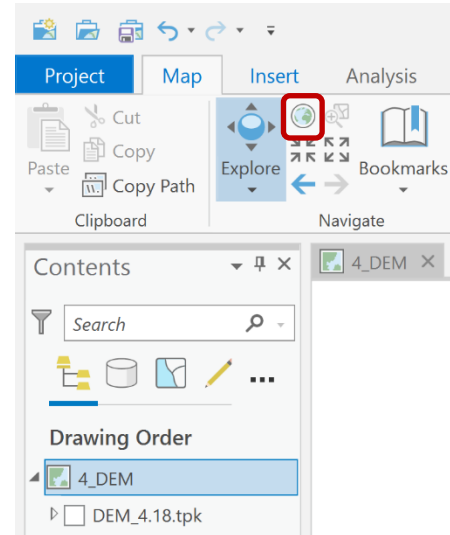 Project Map Insert Analysis
Cut
Copy
Paste
Copy Path
Explore
Bookmarks
Clipboard
Navigate
Contents
4_DEM
Search
Drawing Order
4_DEM
DEM_4.18.tpk